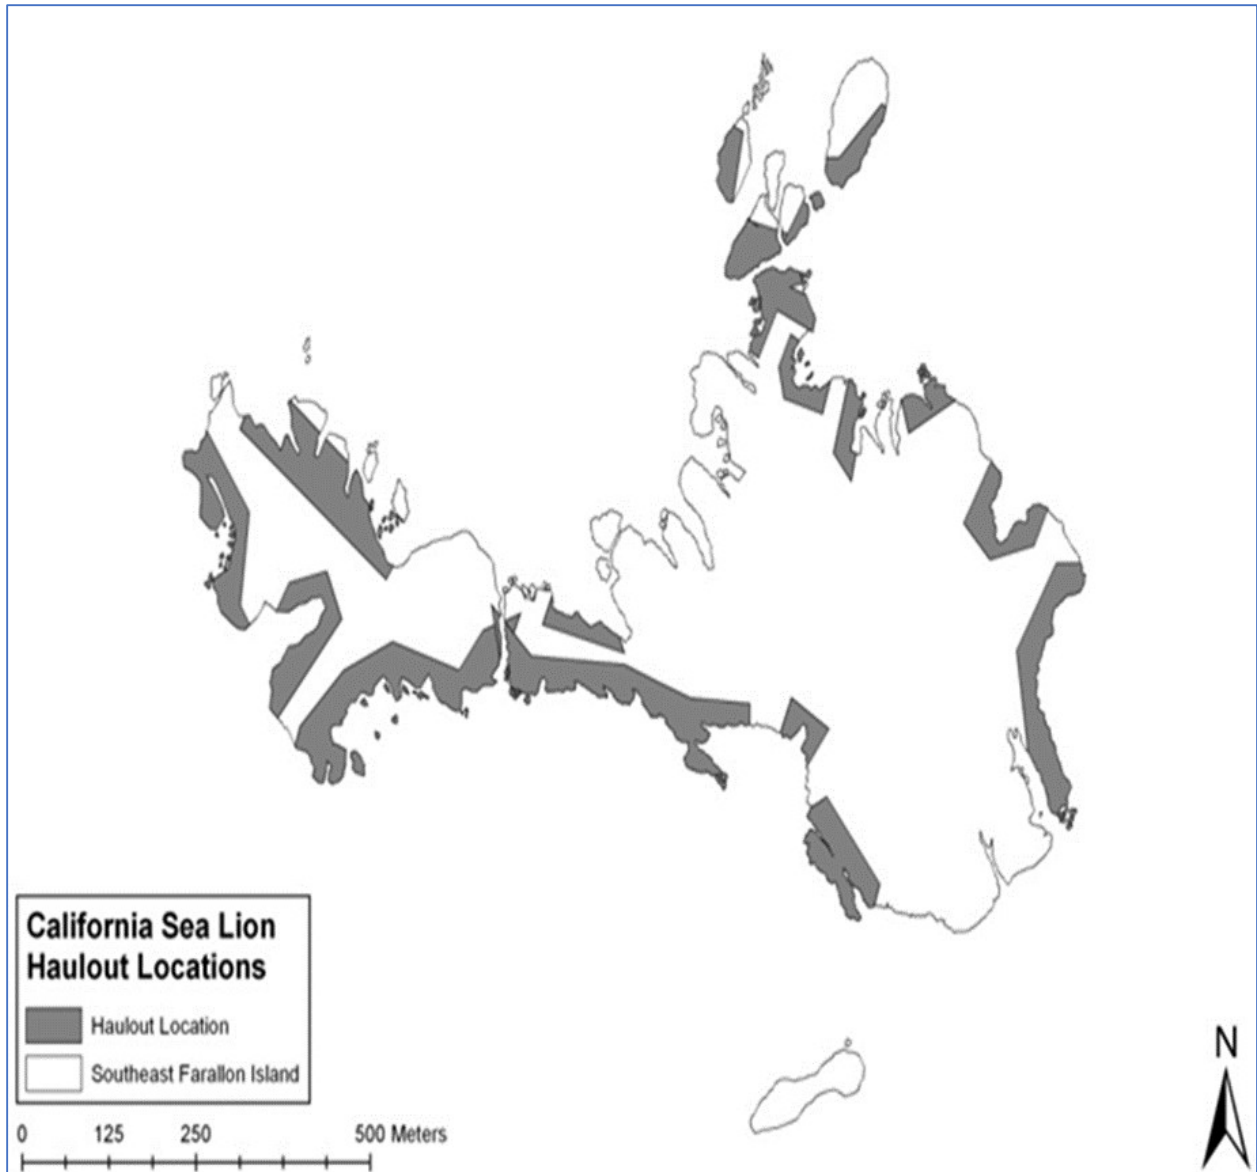 California Sea Lion
Haulout Locations
Haulout Location
Southeast Farallon Island
0 125 250 500 Meters
N